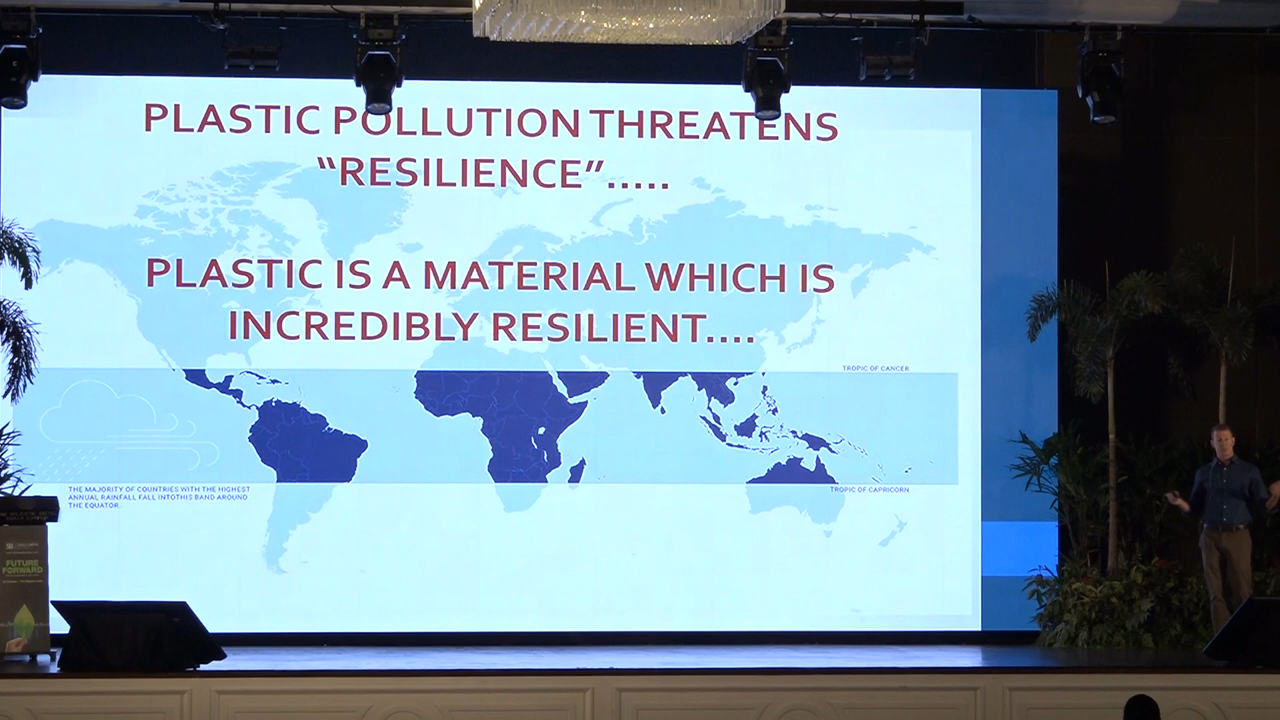 PLASTIC POLLUTION THREATENS
“RESILIENCE”.....
PLASTIC IS A MATERIAL WHICH IS
INCREDIBLY RESILIENT....
TROPIC OF CANCER
THE MAJORITY OF COUNTRIES WITH THE HIGHEST
ANNUAL RAINFALL FALL INTOTHIS BAND AROUND
THE EQUATOR.
TROPIC OF CAPRICORN
FUTURE
FORWARD